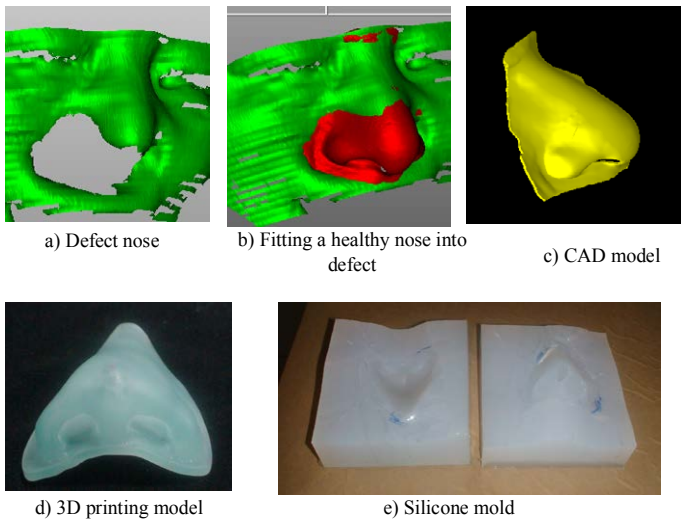 a) Defect nose
b) Fitting a healthy nose into
defect
c) CAD model
d) 3D printing model
e) Silicone mold